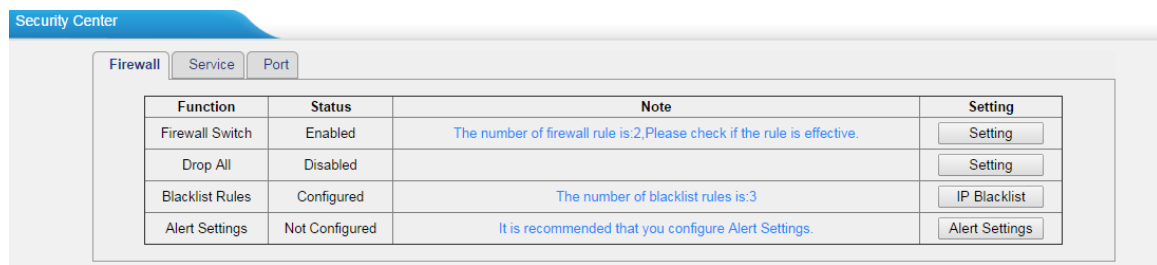 Security Center
Firewall Service Port
Function Status Note Setting
Firewall Switch Enabled The number of firewall rule is:2,Please check if the rule is effective. Setting
Drop All Disabled Setting
Blacklist Rules Configured The number of blacklist rules is:3 IP Blacklist
Alert Settings Not Configured It is recommended that you configure Alert Settings. Alert Settings